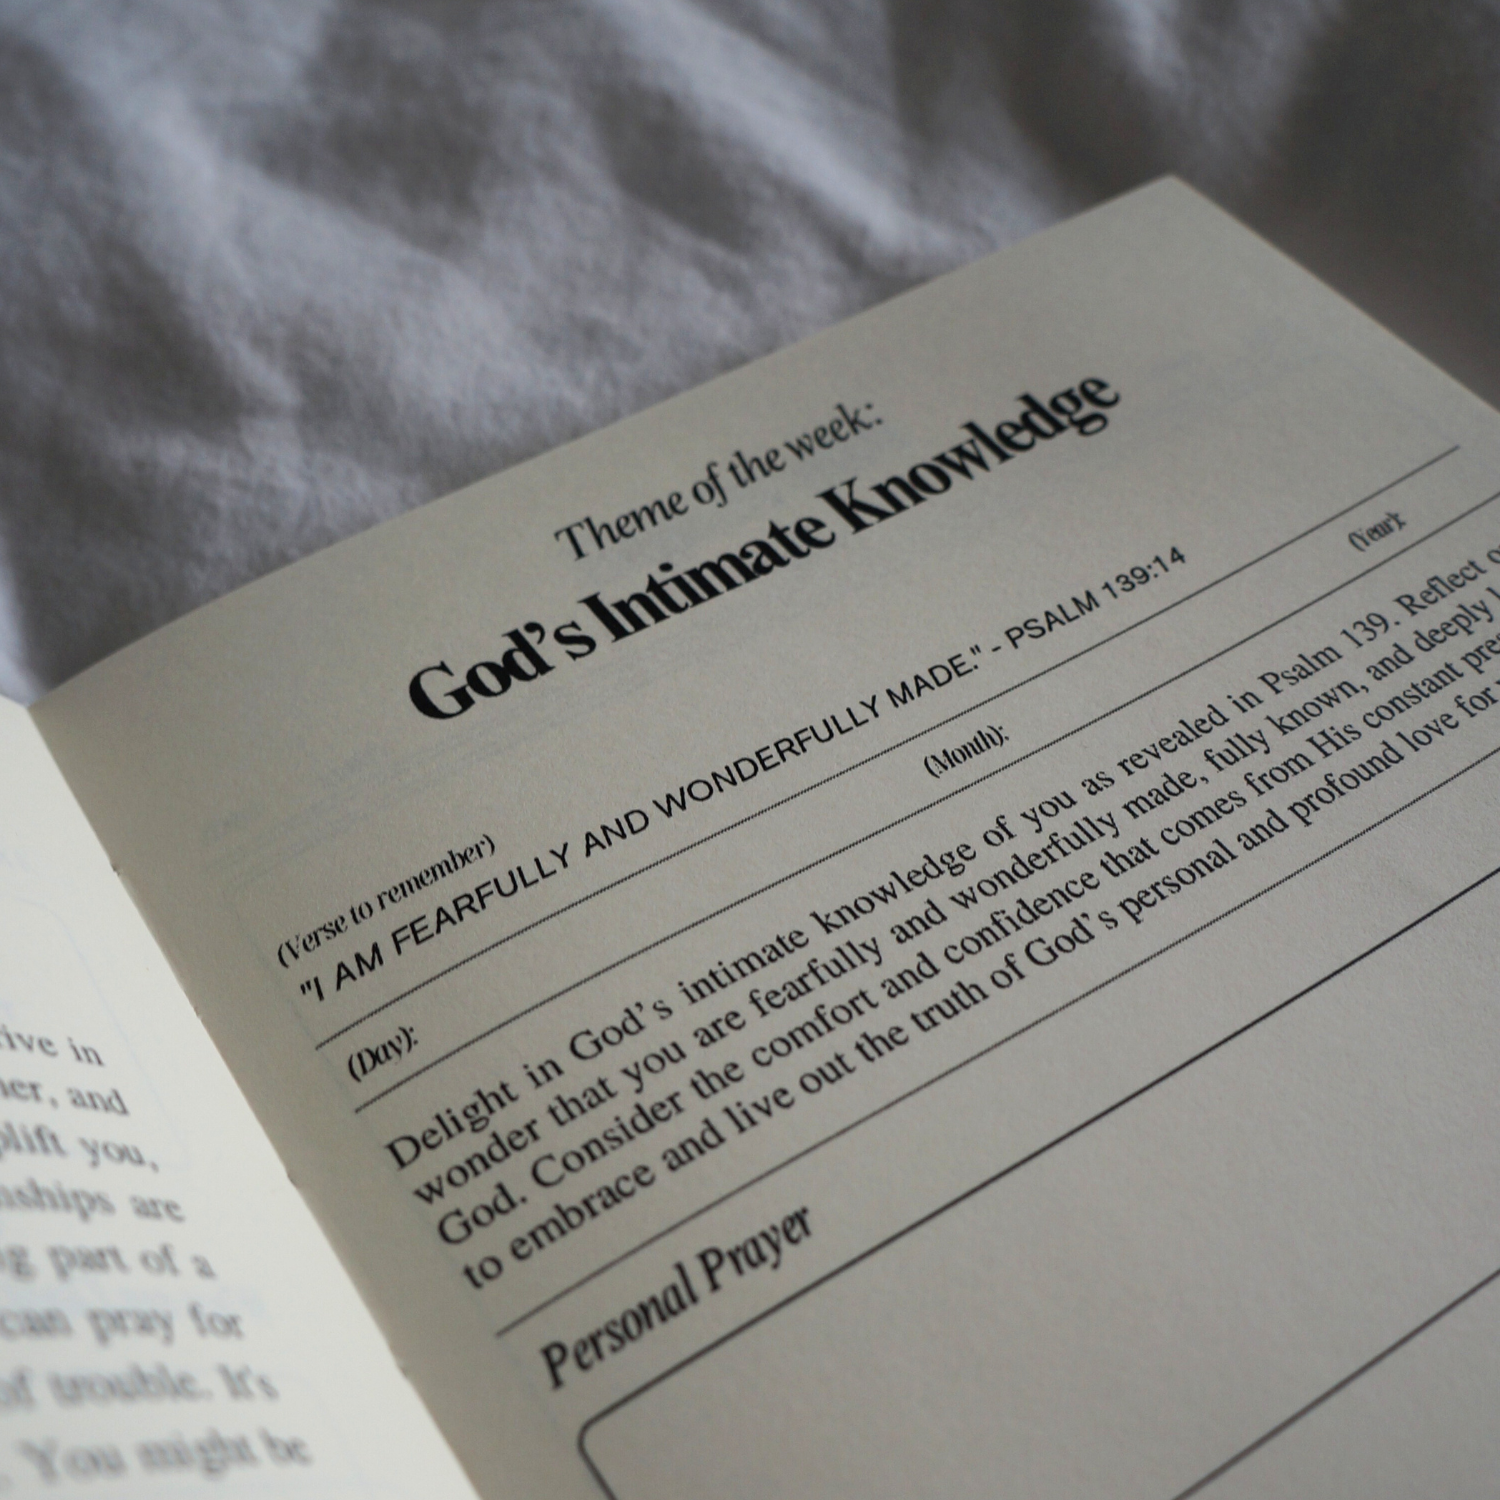 rive in
and
uplift you,
are
part of a
can pray for
of trouble. It's
You might be
Theme of the week:
God's Intimate Knowledge
(Verse to remember)
"I AM FEARFULLY AND WONDERFULLY MADE." - PSALM 139:14
(Day): (Month): (Year):
Delight in God's intimate knowledge of you as revealed in Psalm 139. Reflect
wonder that you are fearfully and wonderfully made, fully known, and deeply
God. Consider the comfort and confidence that comes from His constant
to embrace and live out the truth of God's personal and profound love for
Personal Prayer